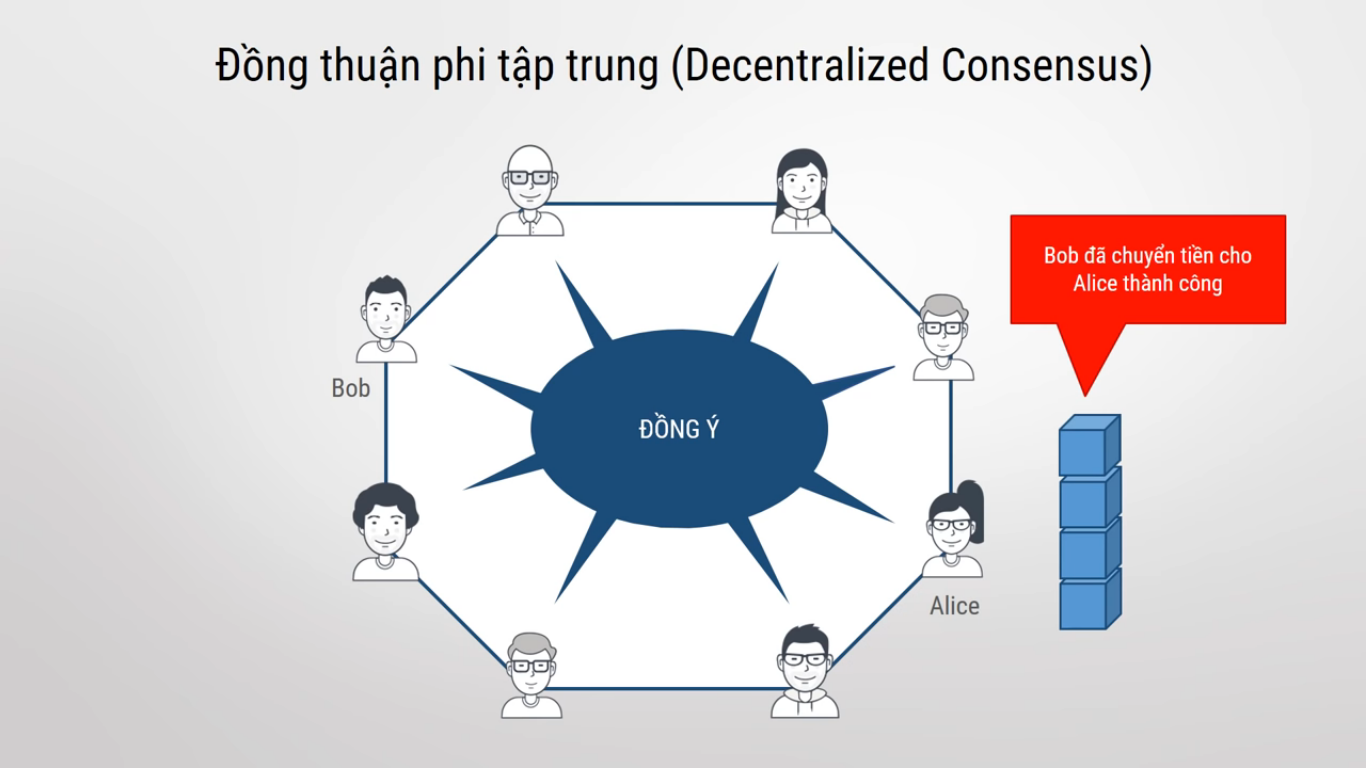 Đồng thuận phi tập trung (Decentralized Consensus)
Bob đã chuyển tiền cho
Alice thành công
Bob
ĐỒNG Ý
Alice